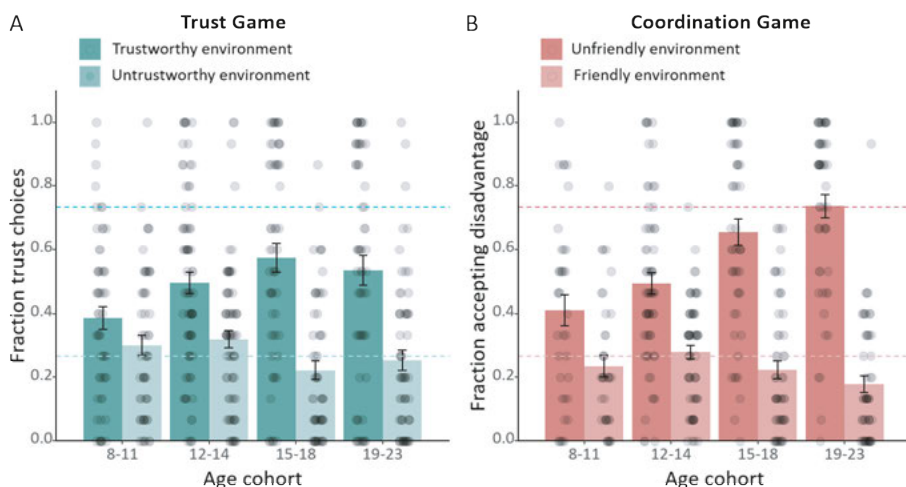 A
Trust Game
Trustworthy environment
Untrustworthy environment
Fraction trust choices
1.0
0.8
0.6
0.4
0.2
0.0
8-11
12-14
15-18
19-23
Age cohort
B
Coordination Game
Unfriendly environment
Friendly environment
Fraction accepting disadvantage
1.0
0.8
0.6
0.4
0.2
0.0
8-11
12-14
15-18
19-23
Age cohort